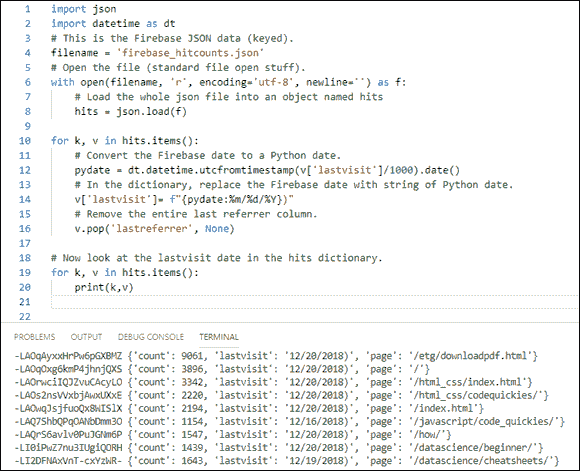 1 import json
2 import datetime as dt
3 # This is the Firebase JSON data (keyed).
4 filename = 'firebase_hitcounts.json'
5 # Open the file (standard file open stuff).
6 with open(filename, 'r', encoding='utf-8', newline='') as f:
7     # Load the whole json file into an object named hits
8     hits = json.load(f)
9
10 for k, v in hits.items():
11     # Convert the Firebase date to a Python date.
12     pydate = dt.datetime.utcfromtimestamp(v['lastvisit']/1000).date()
13     # In the dictionary, replace the Firebase date with string of Python date.
14     v['lastvisit']= f"{pydate:%m/%d/%Y})"
15     # Remove the entire last referrer column.
16     v.pop('lastreferrer', None)
17
18 # Now look at the lastvisit date in the hits dictionary.
19 for k, v in hits.items():
20     print(k,v)
21
22
PROBLEMS OUTPUT DEBUG CONSOLE TERMINAL
-LAOqAyxxHrPw6pGXBMZ {'count': 9061, 'lastvisit': '12/20/2018)', 'page': '/etg/downloadpdf.html'}
-LAOqOxg6kmP4jhnjQXS {'count': 3896, 'lastvisit': '12/20/2018)', 'page': '/'}
-LAOrwciIQJZvuCAcyLO {'count': 3342, 'lastvisit': '12/20/2018)', 'page': '/html_css/index.html'}
-LAOs2nsVVxbjAwxUXxE {'count': 2220, 'lastvisit': '12/20/2018)', 'page': '/html_css/codequickies/'}
-LAOwqJsjfuoQx8WISlX {'count': 2194, 'lastvisit': '12/20/2018)', 'page': '/index.html'}
-LAQ7ShbQPqOANbDmm3O {'count': 1154, 'lastvisit': '12/16/2018)', 'page': '/javascript/code_quickies/'}
-LAQrS6avlv0PuJGNm6P {'count': 1547, 'lastvisit': '12/20/2018)', 'page': '/how/'}
-LI0iPwZ7nu3IUgiQORH {'count': 1439, 'lastvisit': '12/20/2018)', 'page': '/datascience/beginner/'}
-LI2DFNAxVnT-cxYzWR- {'count': 1643, 'lastvisit': '12/19/2018)', 'page': '/datascience/cheatsheets/'}